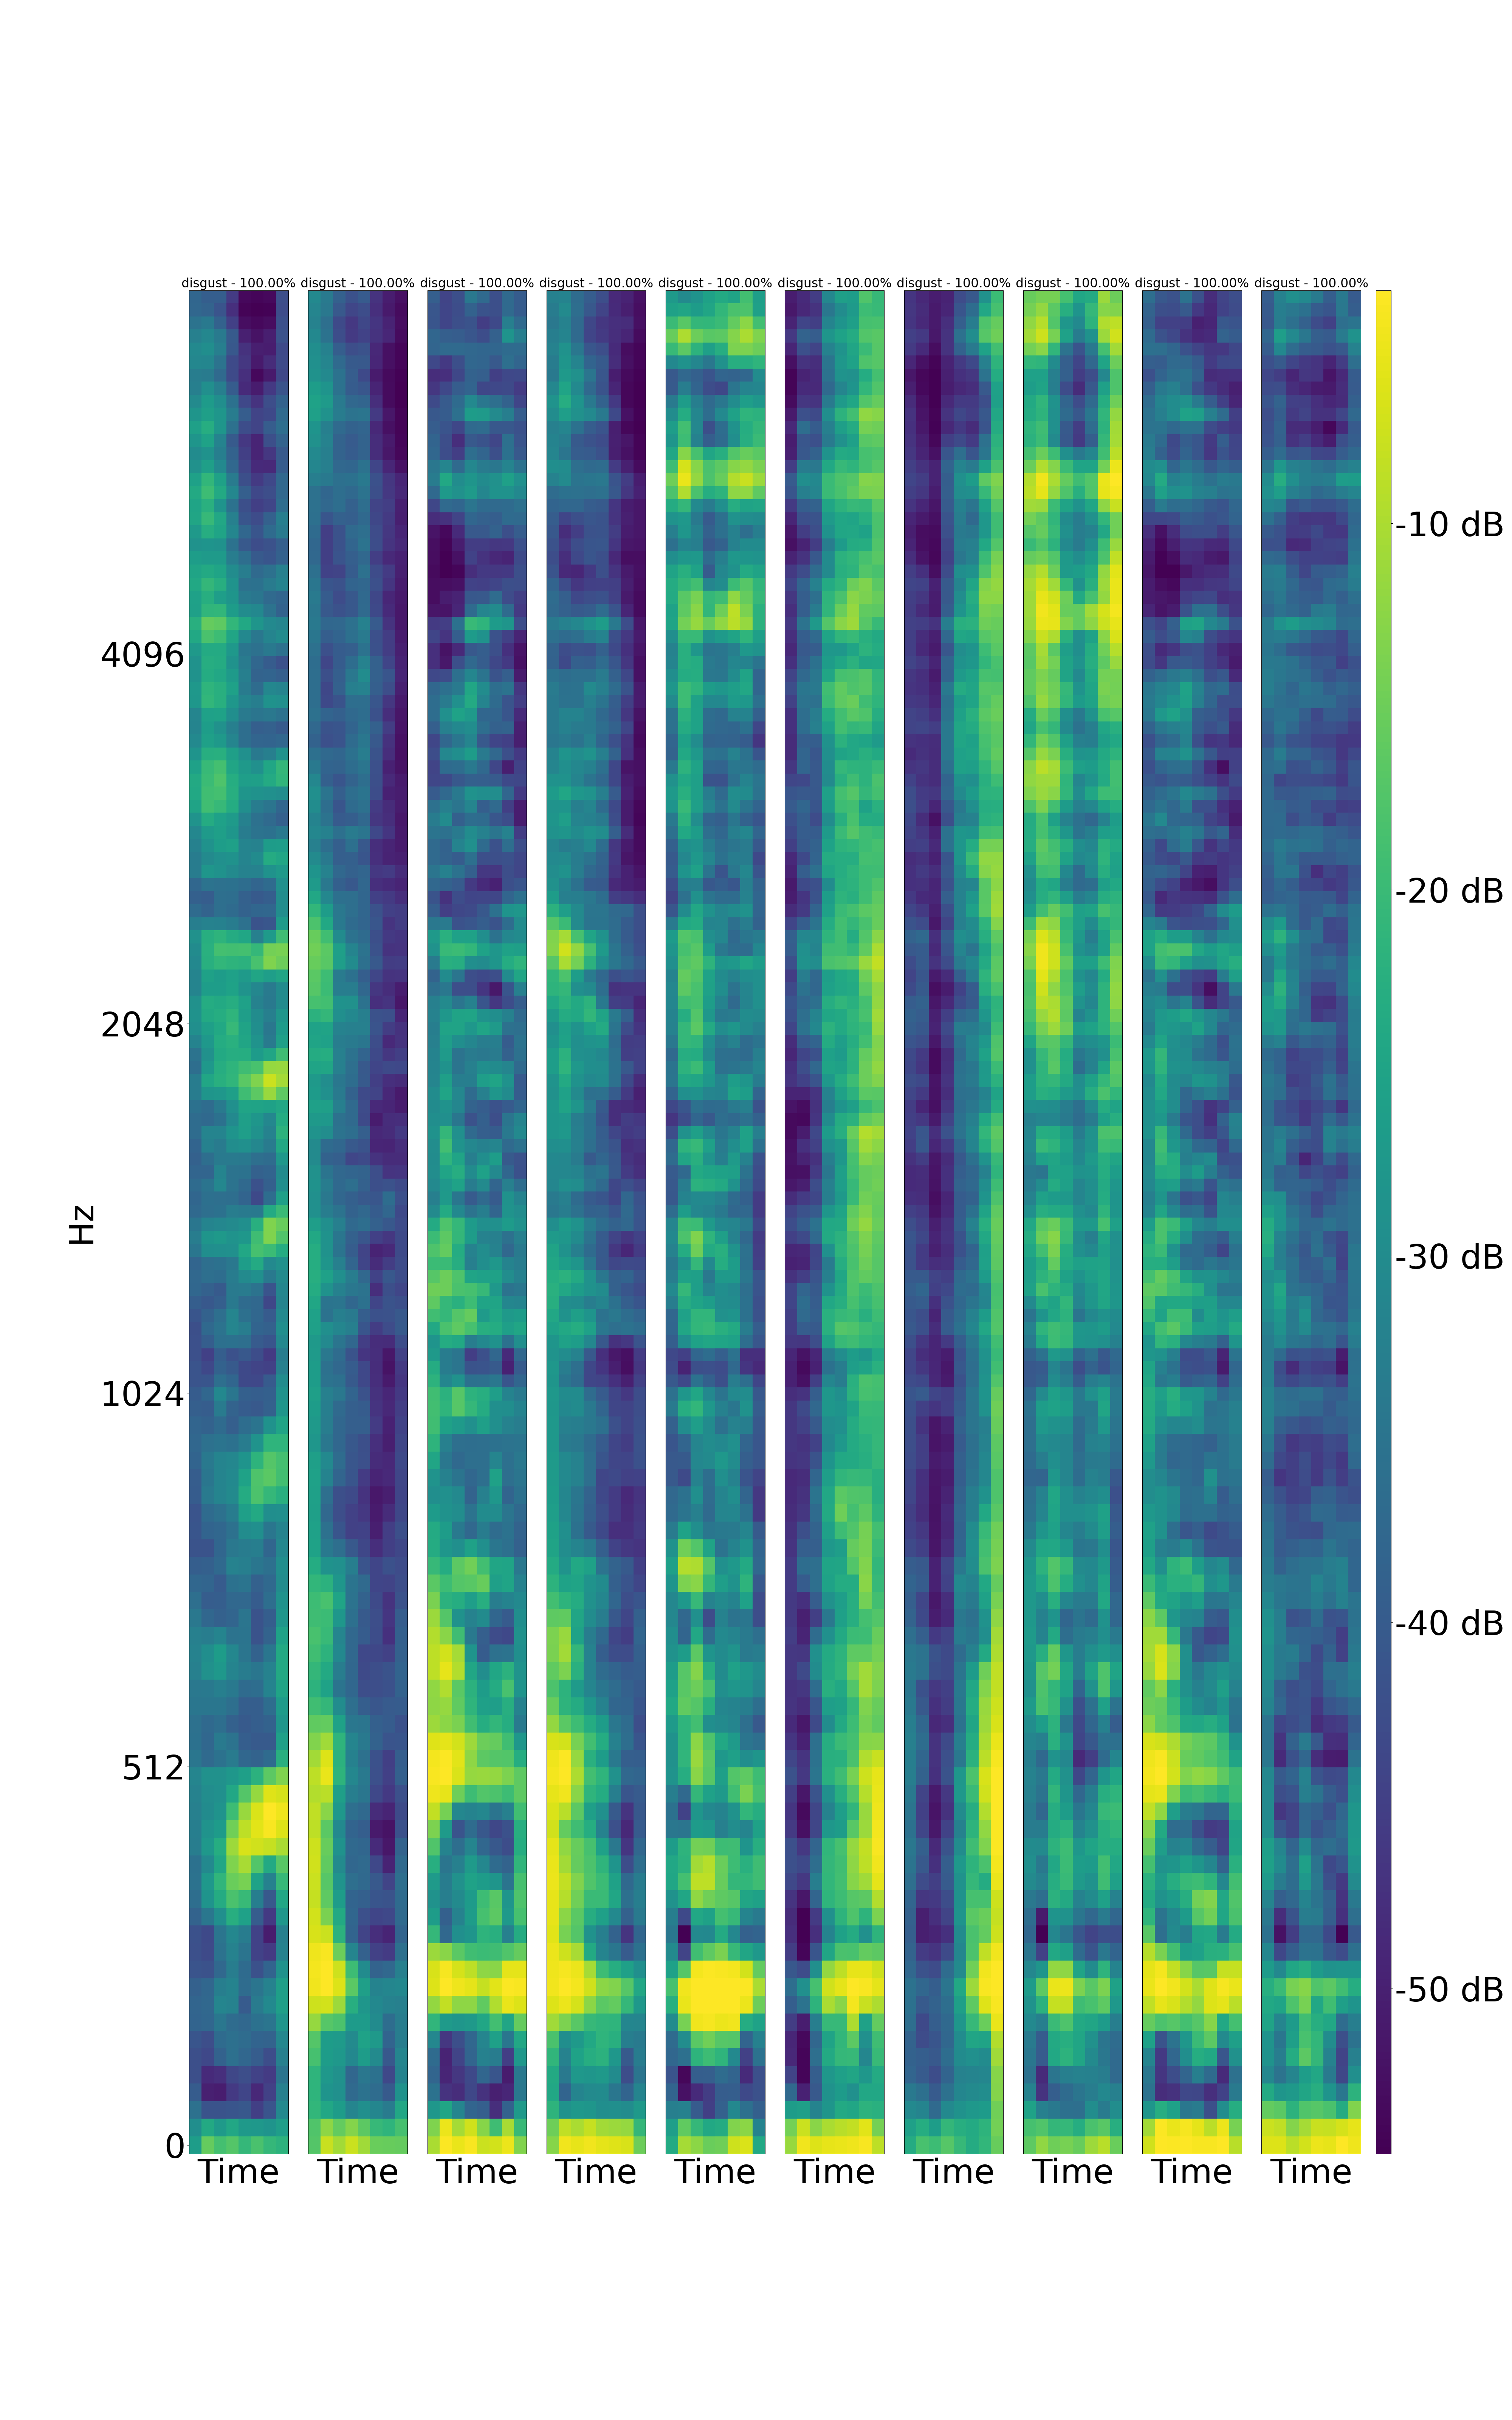 disgust - 100.00% disgust - 100.00% disgust - 100.00% disgust - 100.00% disgust - 100.00% disgust - 100.00% disgust - 100.00% disgust - 100.00% disgust - 100.00% disgust - 100.00%
-10 dB
4096
-20 dB
2048
Hz
-30 dB
1024
-40 dB
512
-50 dB
0
Time Time Time Time Time Time Time Time Time Time